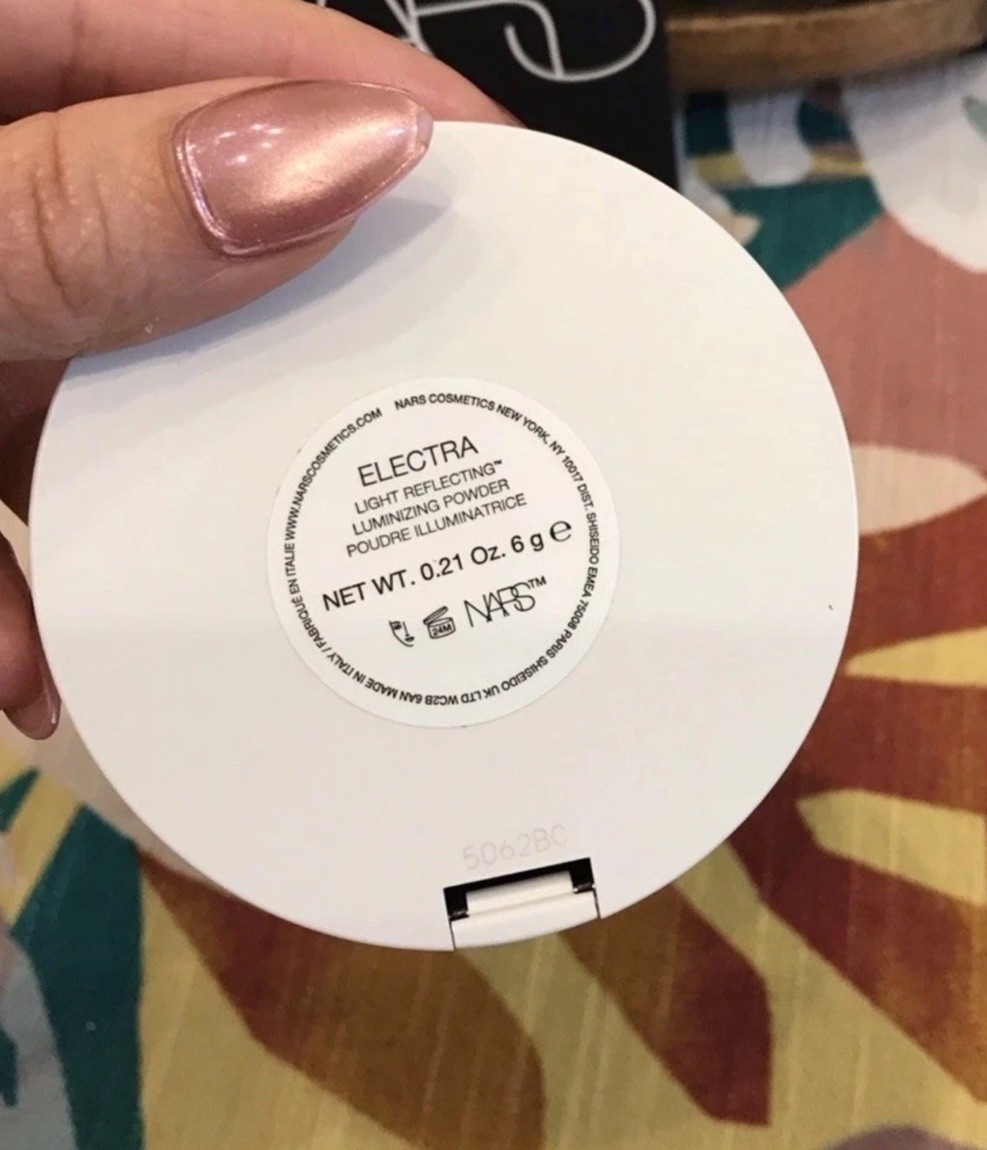 ELECTRA
LIGHT REFLECTING™
LUMINIZING POWDER
POUDRE ILLUMINATRICE
NET WT. 0.21 Oz. 6 g ℮
24M NARS™
NARS COSMETICS NEW YORK, NY 10017 DIST. SHISEIDO EMEA 75008 PARIS SHISEIDO UK LTD WC2B 6AN MADE IN ITALY / FABRIQUE EN ITALIE WWW.NARSCOSMETICS.COM
5062BC